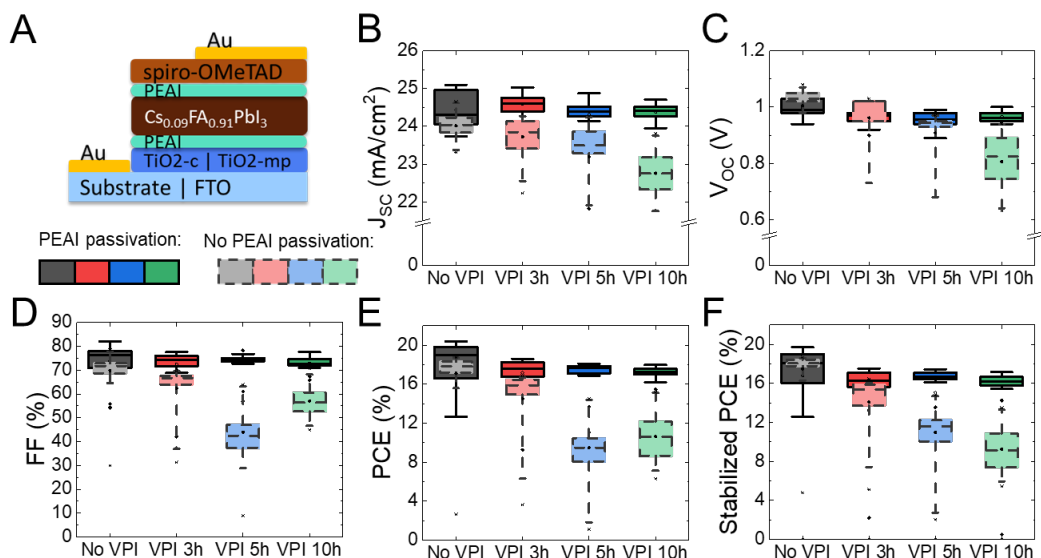 A
Au
spiro-OMeTAD
PEAI
Cs0.09FA0.91PbI3
PEAI
Au
TiO2-c | TiO2-mp
Substrate | FTO
PEAI passivation:
No PEAI passivation:
B
JSC (mA/cm2)
26
25
24
23
22
0
No VPI VPI 3h VPI 5h VPI 10h
C
VOC (V)
1.2
1
0.8
0.6
0
No VPI VPI 3h VPI 5h VPI 10h
D
FF (%)
90
80
70
60
50
40
30
20
10
0
No VPI VPI 3h VPI 5h VPI 10h
E
PCE (%)
20
16
12
8
4
0
No VPI VPI 3h VPI 5h VPI 10h
F
Stabilized PCE (%)
20
16
12
8
4
0
No VPI VPI 3h VPI 5h VPI 10h